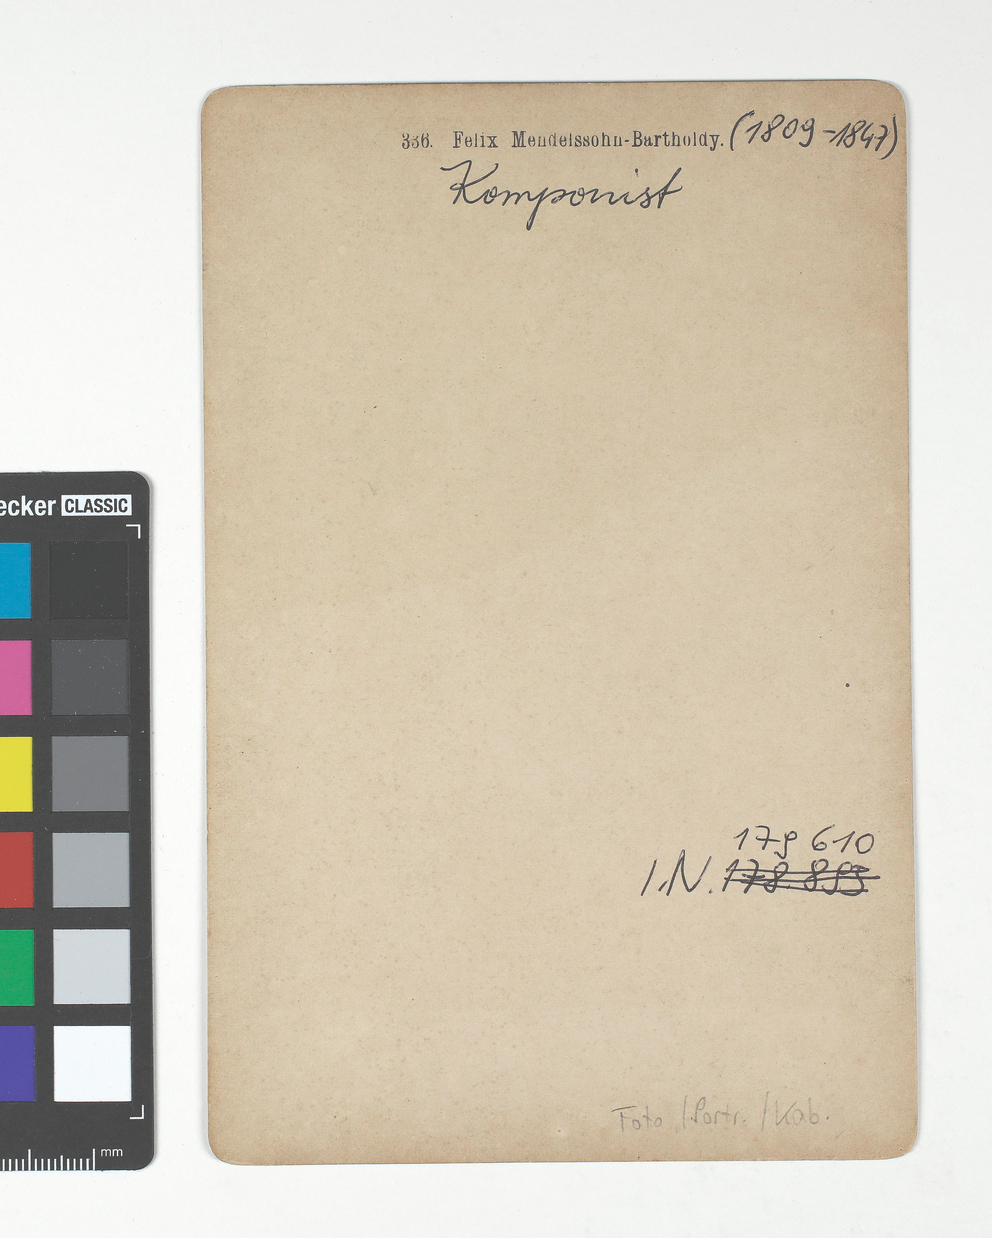 336. Felix Mendelssohn-Bartholdy. (1809-1847)
Komponist
ecker CLASSIC
179 610
I.N. 178.893
Foto / Portr. / Kab.
mm